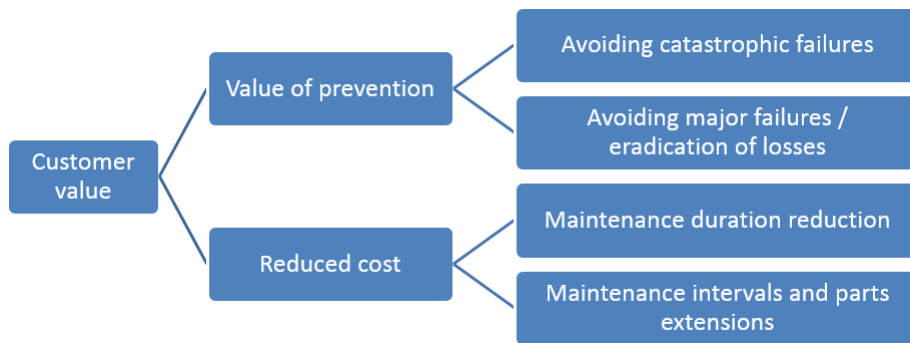 Avoiding catastrophic failures
Value of prevention
Avoiding major failures /
eradication of losses
Customer
value
Maintenance duration reduction
Reduced cost
Maintenance intervals and parts
extensions